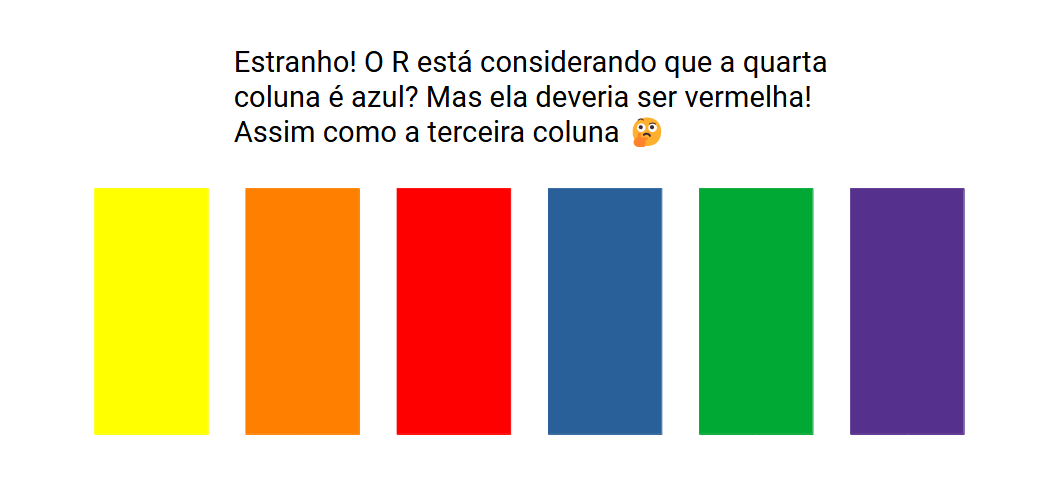 Estranho! O R está considerando que a quarta
coluna é azul? Mas ela deveria ser vermelha!
Assim como a terceira coluna 🤔